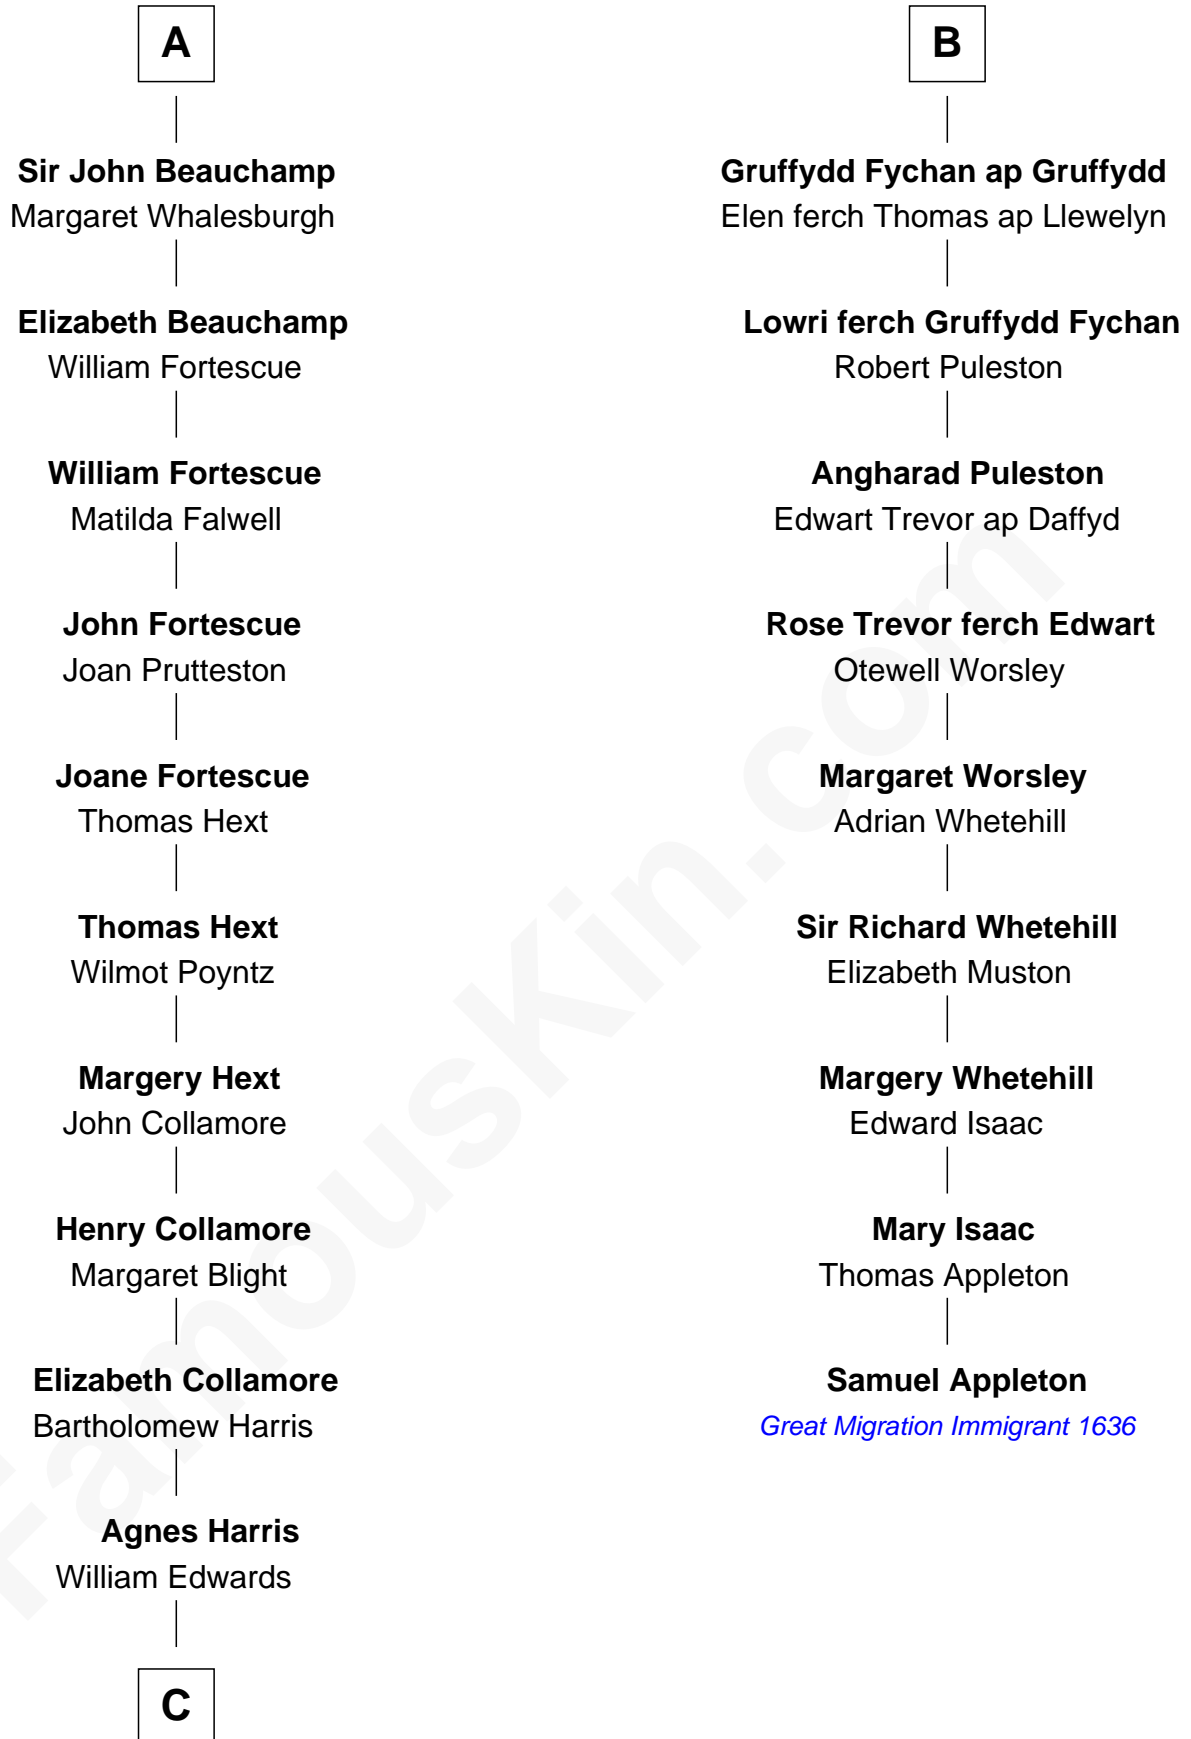 A
Sir John Beauchamp
Margaret Whalesburgh
Elizabeth Beauchamp
William Fortescue
William Fortescue
Matilda Falwell
John Fortescue
Joan Prutteston
Joane Fortescue
Thomas Hext
Thomas Hext
Wilmot Poyntz
Margery Hext
John Collamore
Henry Collamore
Margaret Blight
Elizabeth Collamore
Bartholomew Harris
Agnes Harris
William Edwards
C
B
Gruffydd Fychan ap Gruffydd
Elen ferch Thomas ap Llewelyn
Lowri ferch Gruffydd Fychan
Robert Puleston
Angharad Puleston
Edwart Trevor ap Daffyd
Rose Trevor ferch Edwart
Otewell Worsley
Margaret Worsley
Adrian Whetehill
Sir Richard Whetehill
Elizabeth Muston
Margery Whetehill
Edward Isaac
Mary Isaac
Thomas Appleton
Samuel Appleton
Great Migration Immigrant 1636
FamousKin.com